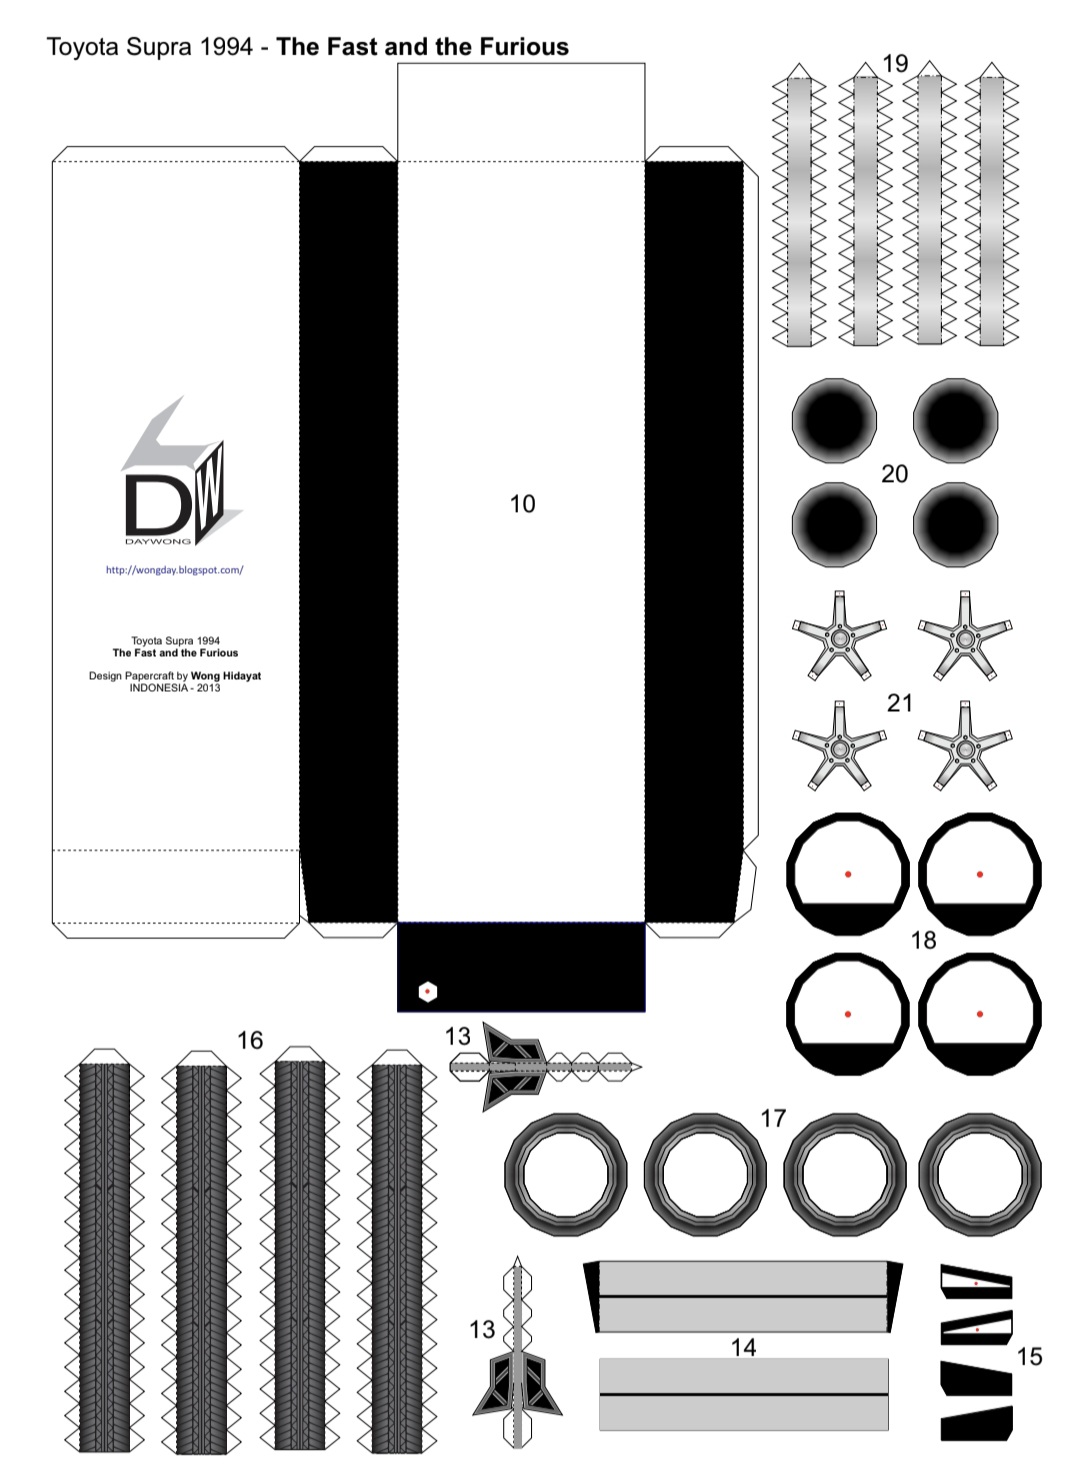 Toyota Supra 1994 - The Fast and the Furious
19
10
20
DW
DAYWONG
http://wongday.blogspot.com/
Toyota Supra 1994
The Fast and the Furious
Design Papercraft by Wong Hidayat
INDONESIA - 2013
21
18
16
13
17
13
14
15